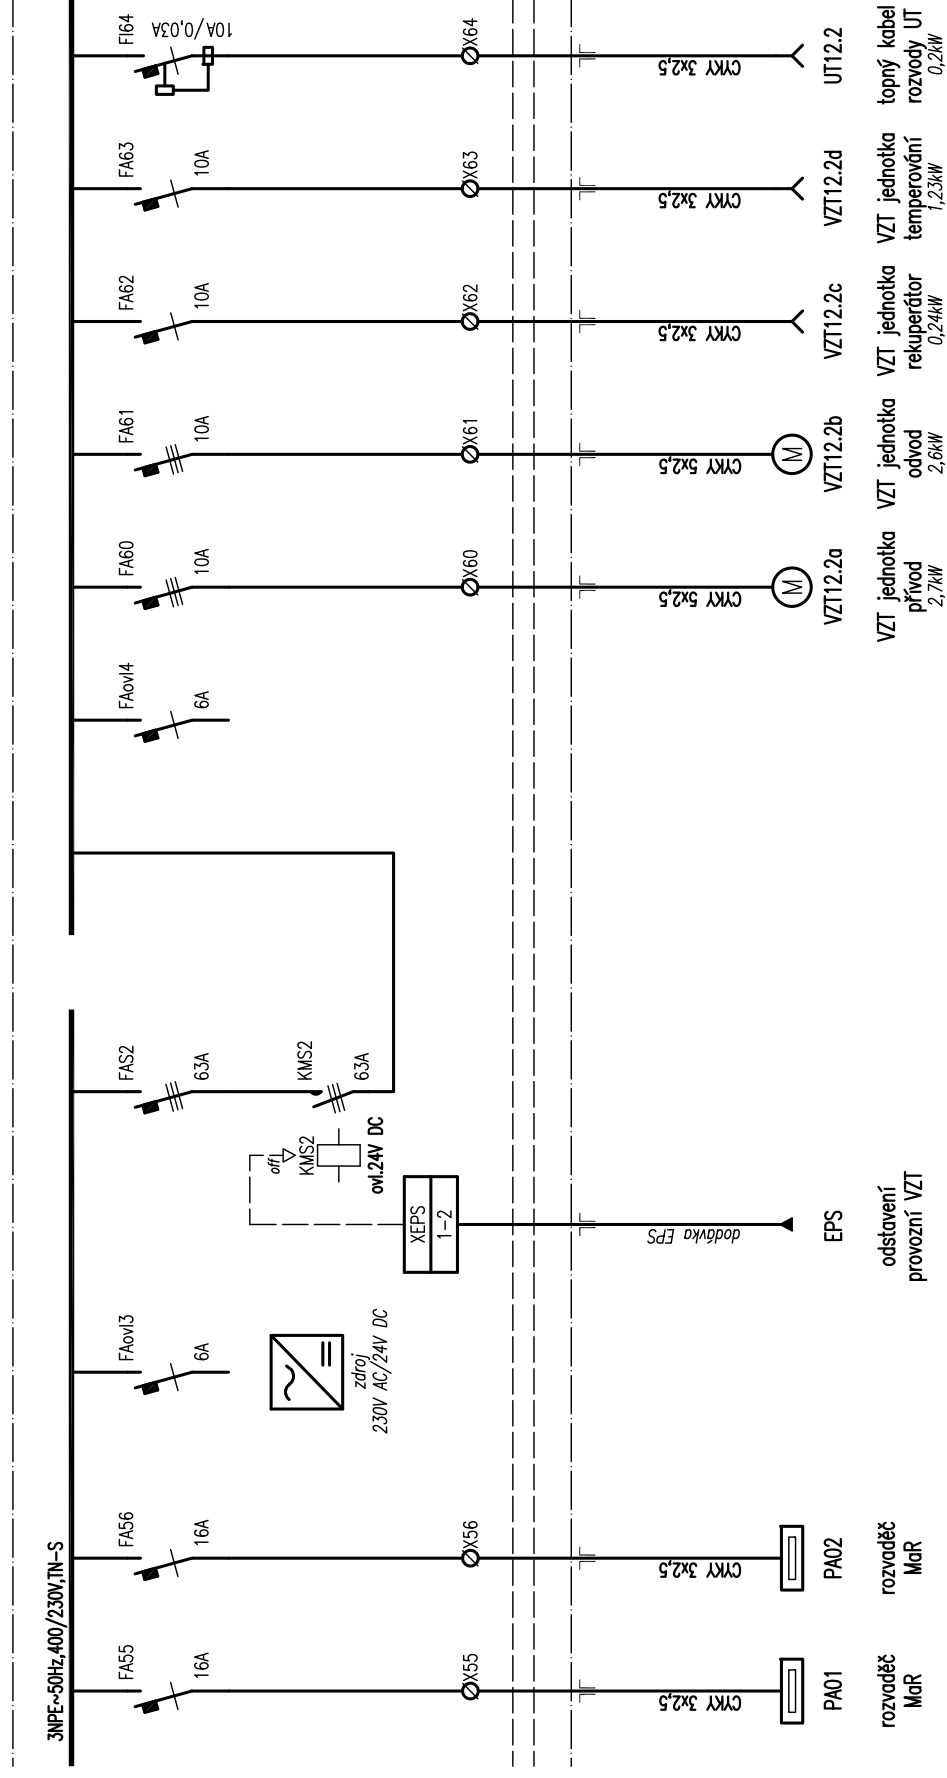 3NPE~50Hz,400/230V,TN-S
FA55
16A
X55
CYKY 3x2,5
PA01
rozvaděč
MaR
FA56
16A
X56
CYKY 3x2,5
PA02
rozvaděč
MaR
FAovl3
6A
zdroj
230V AC/24V DC
XEPS
1-2
dodávka EPS
EPS
odstavení
provozní VZT
off
KMS2
ovl.24V DC
FAS2
63A
KMS2
63A
FAovl4
6A
FA60
10A
X60
CYKY 5x2,5
M
VZT12.2a
VZT jednotka
přívod
2,7kW
FA61
10A
X61
CYKY 5x2,5
M
VZT12.2b
VZT jednotka
odvod
2,6kW
FA62
10A
X62
CYKY 3x2,5
VZT12.2c
VZT jednotka
rekuperátor
0,24kW
FA63
10A
X63
CYKY 3x2,5
VZT12.2d
VZT jednotka
temperování
1,23kW
FI64
10A/0,03A
X64
CYKY 3x2,5
UT12.2
topný kabel
rozvody UT
0,2kW